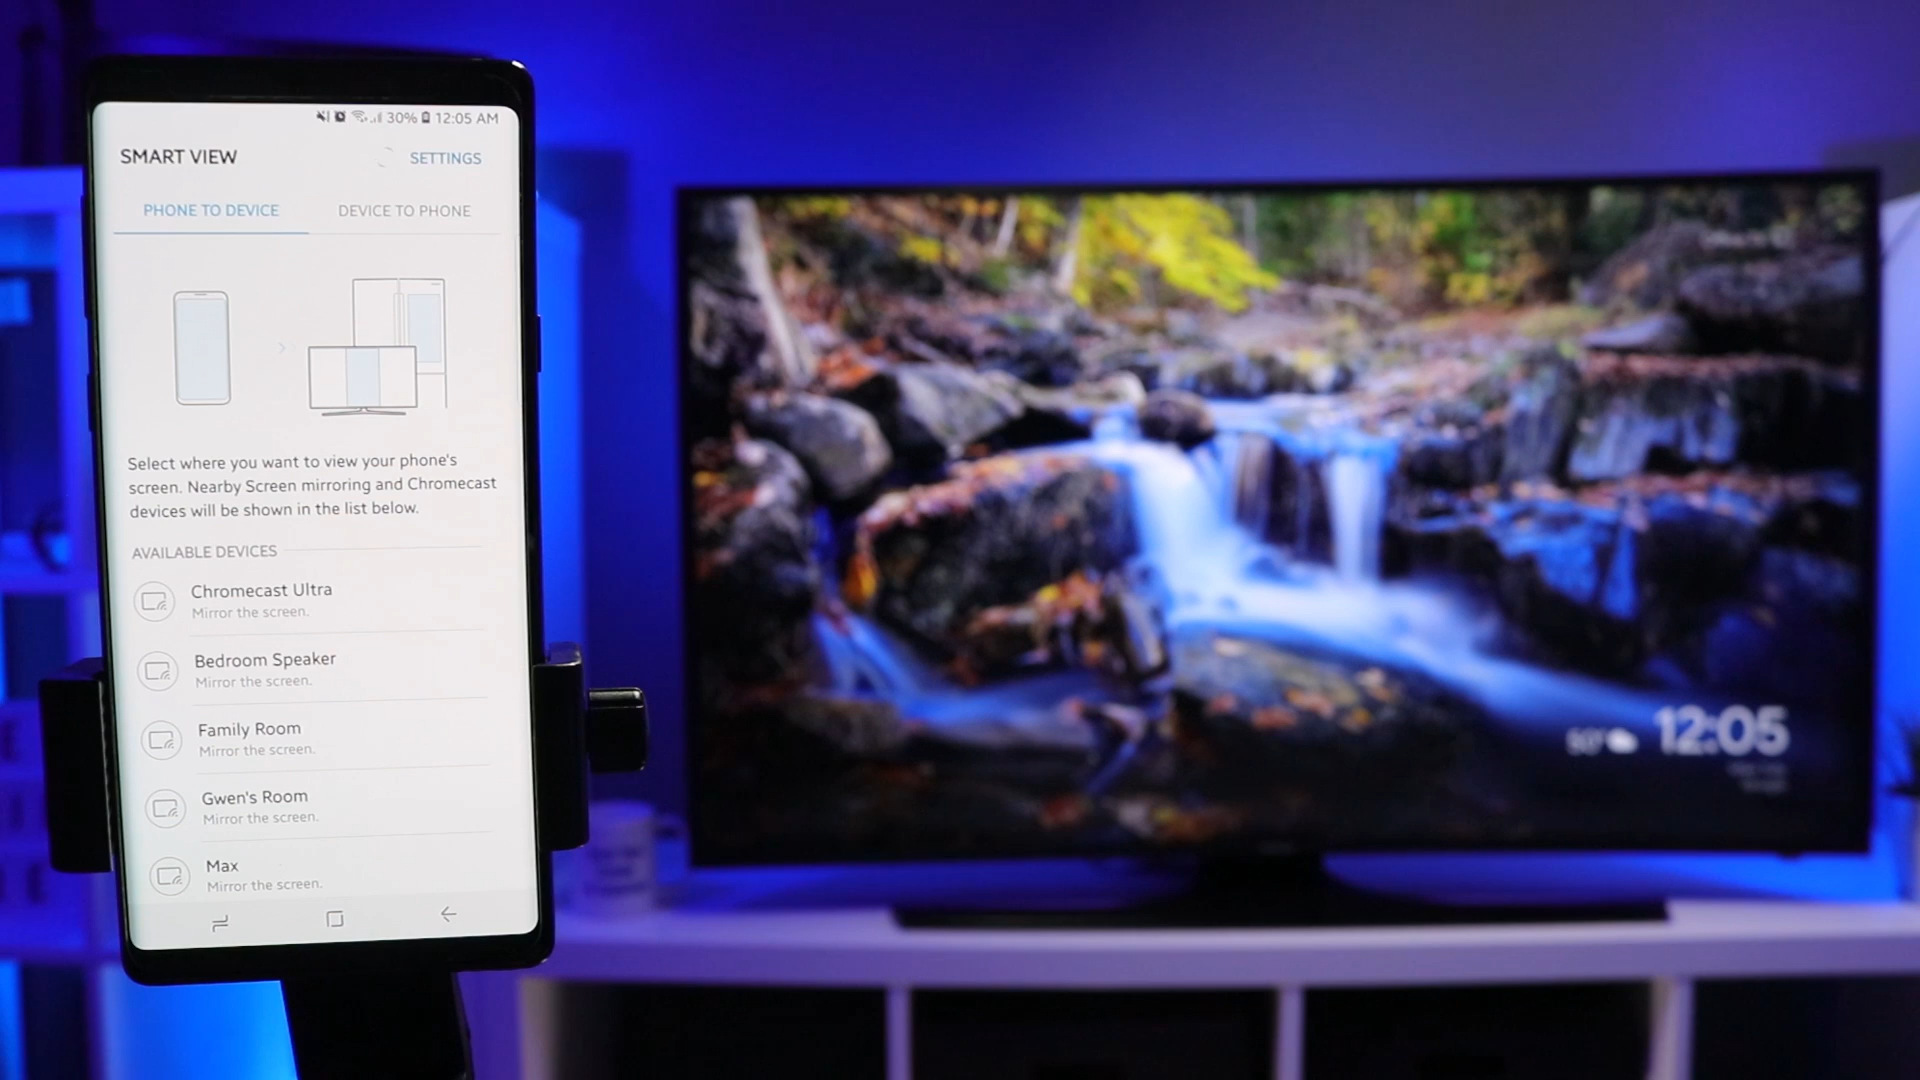 30% 12:05 AM
SMART VIEW
SETTINGS
PHONE TO DEVICE
DEVICE TO PHONE
Select where you want to view your phone's
screen. Nearby Screen mirroring and Chromecast
devices will be shown in the list below.
AVAILABLE DEVICES
Chromecast Ultra
Mirror the screen.
Bedroom Speaker
Mirror the screen.
Family Room
Mirror the screen.
Gwen's Room
Mirror the screen.
Max
Mirror the screen.
50° 12:05